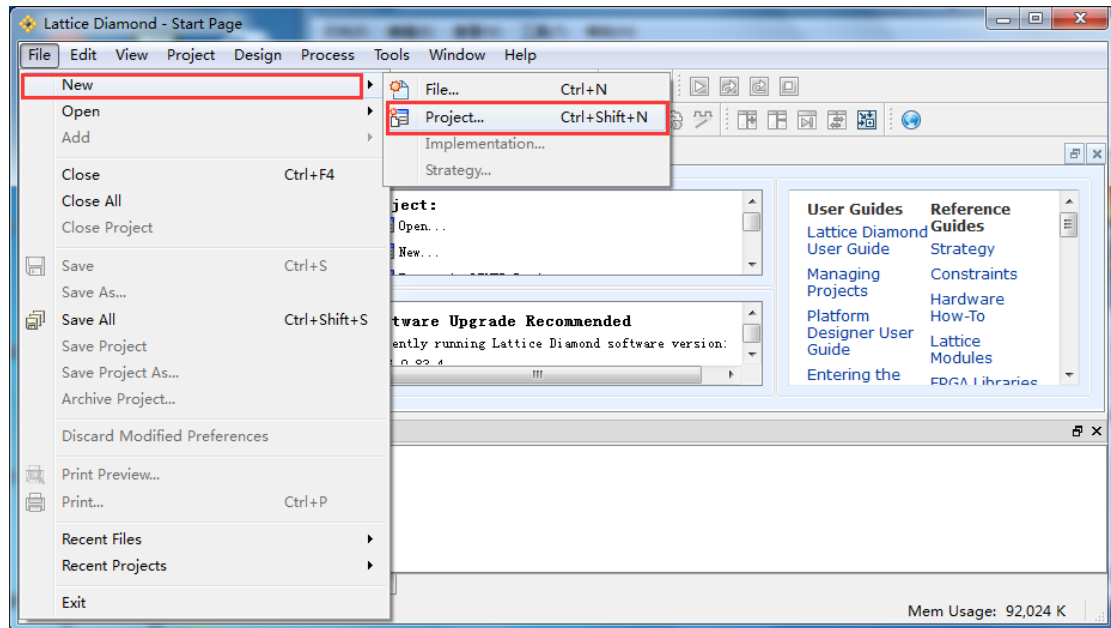 Lattice Diamond - Start Page
File Edit View Project Design Process Tools Window Help
New
Open
Add
Close Ctrl+F4
Close All
Close Project
Save Ctrl+S
Save As...
Save All Ctrl+Shift+S
Save Project
Save Project As...
Archive Project...
Discard Modified Preferences
Print Preview...
Print... Ctrl+P
Recent Files
Recent Projects
Exit
File... Ctrl+N
Project... Ctrl+Shift+N
Implementation...
Strategy...
ject:
Open...
New...
tware Upgrade Recommended
ently running Lattice Diamond software version:
User Guides
Lattice Diamond
User Guide
Managing
Projects
Platform
Designer User
Guide
Entering the
Reference
Guides
Strategy
Constraints
Hardware
How-To
Lattice
Modules
FPGA Libraries
Mem Usage: 92,024 K